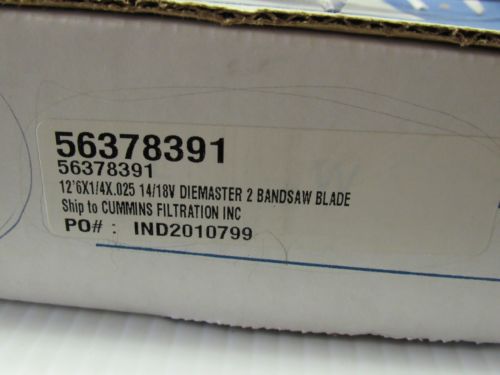 56378391
56378391
12'6X1/4X.025 14/18V DIEMASTER 2 BANDSAW BLADE
Ship to CUMMINS FILTRATION INC
PO# : IND2010799